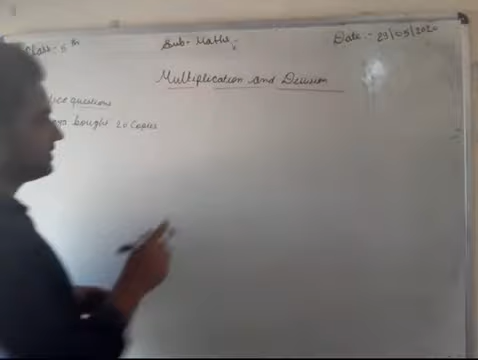 Class:- 5th Sub:- Maths:- Date:- 23/05/2020
Multiplication and Division
questions
bought 20 Copies